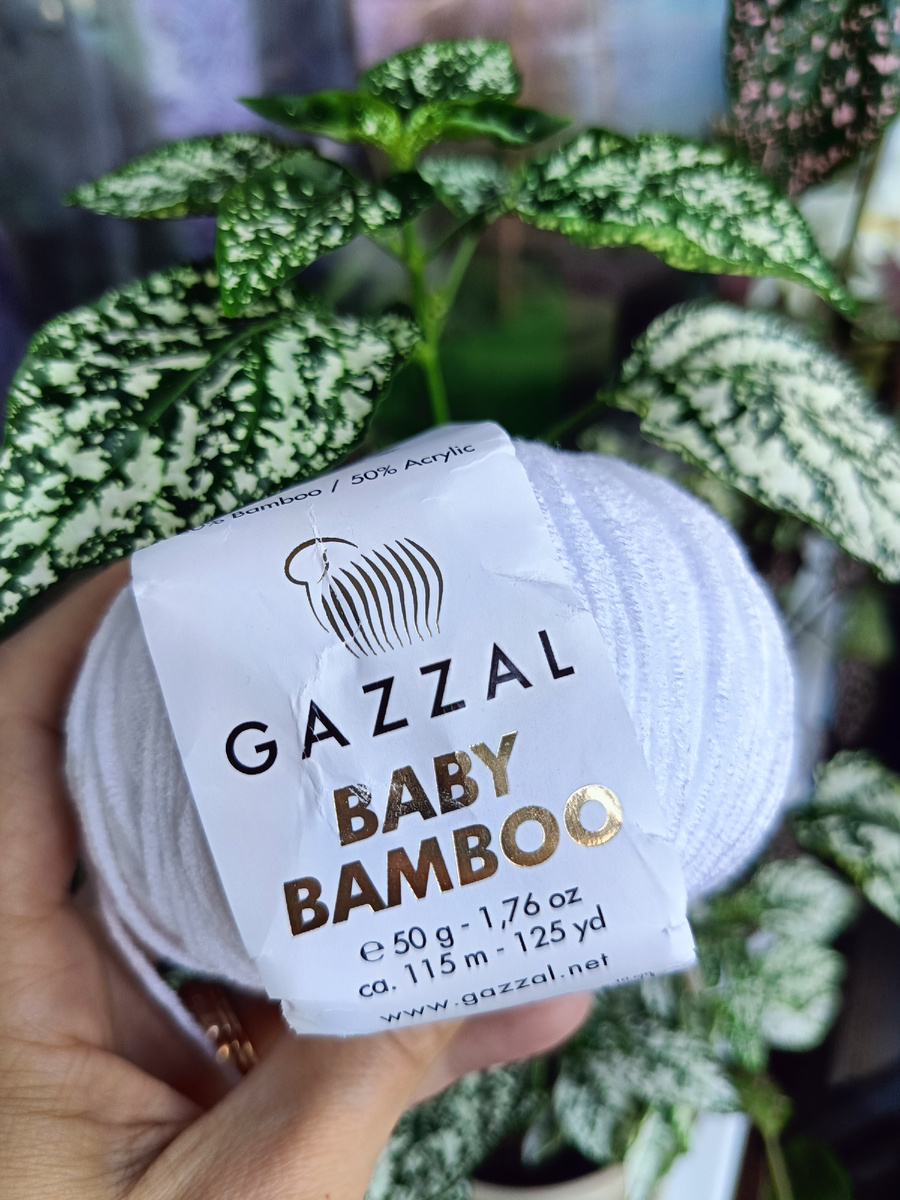 Bamboo / 50% Acrylic
GAZZAL
BABY
BAMBOO
℮ 50 g - 1,76 oz
ca. 115 m - 125 yd
www.gazzal.net